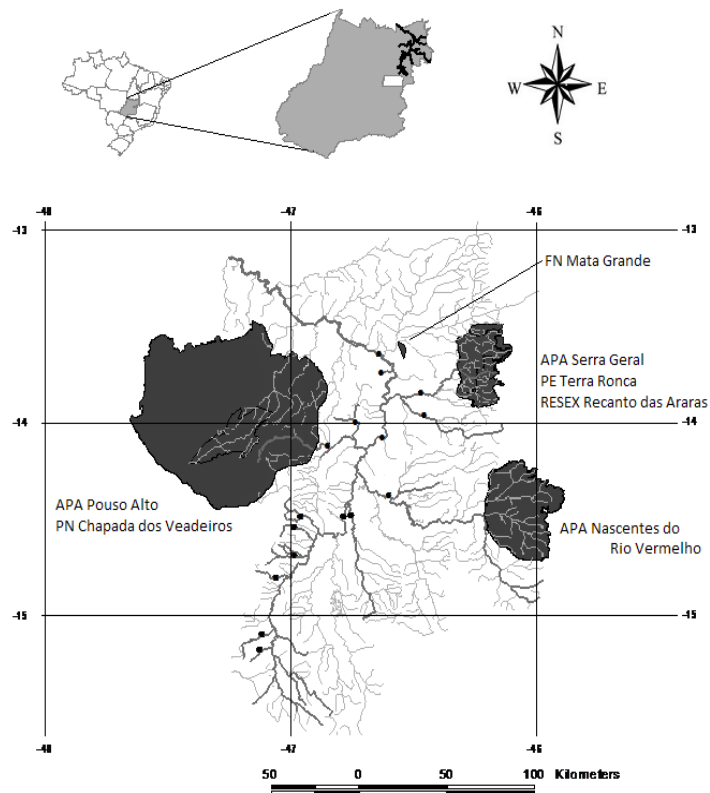 N
W
E
S
-48
-47
-46
-13
-13
FN Mata Grande
APA Serra Geral
PE Terra Ronca
RESEX Recanto das Araras
-14
-14
APA Pouso Alto
PN Chapada dos Veadeiros
APA Nascentes do
Rio Vermelho
-15
-15
-48
-47
-46
50
0
50
100
Kilometers